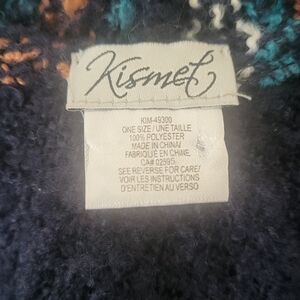 Kismet
KIM-49300
ONE SIZE / UNE TAILLE
100% POLYESTER
MADE IN CHINA/
FABRIQUÉ EN CHINE,
CA# 02595
SEE REVERSE FOR CARE/
VOIR LES INSTRUCTIONS
D'ENTRETIEN AU VERSO